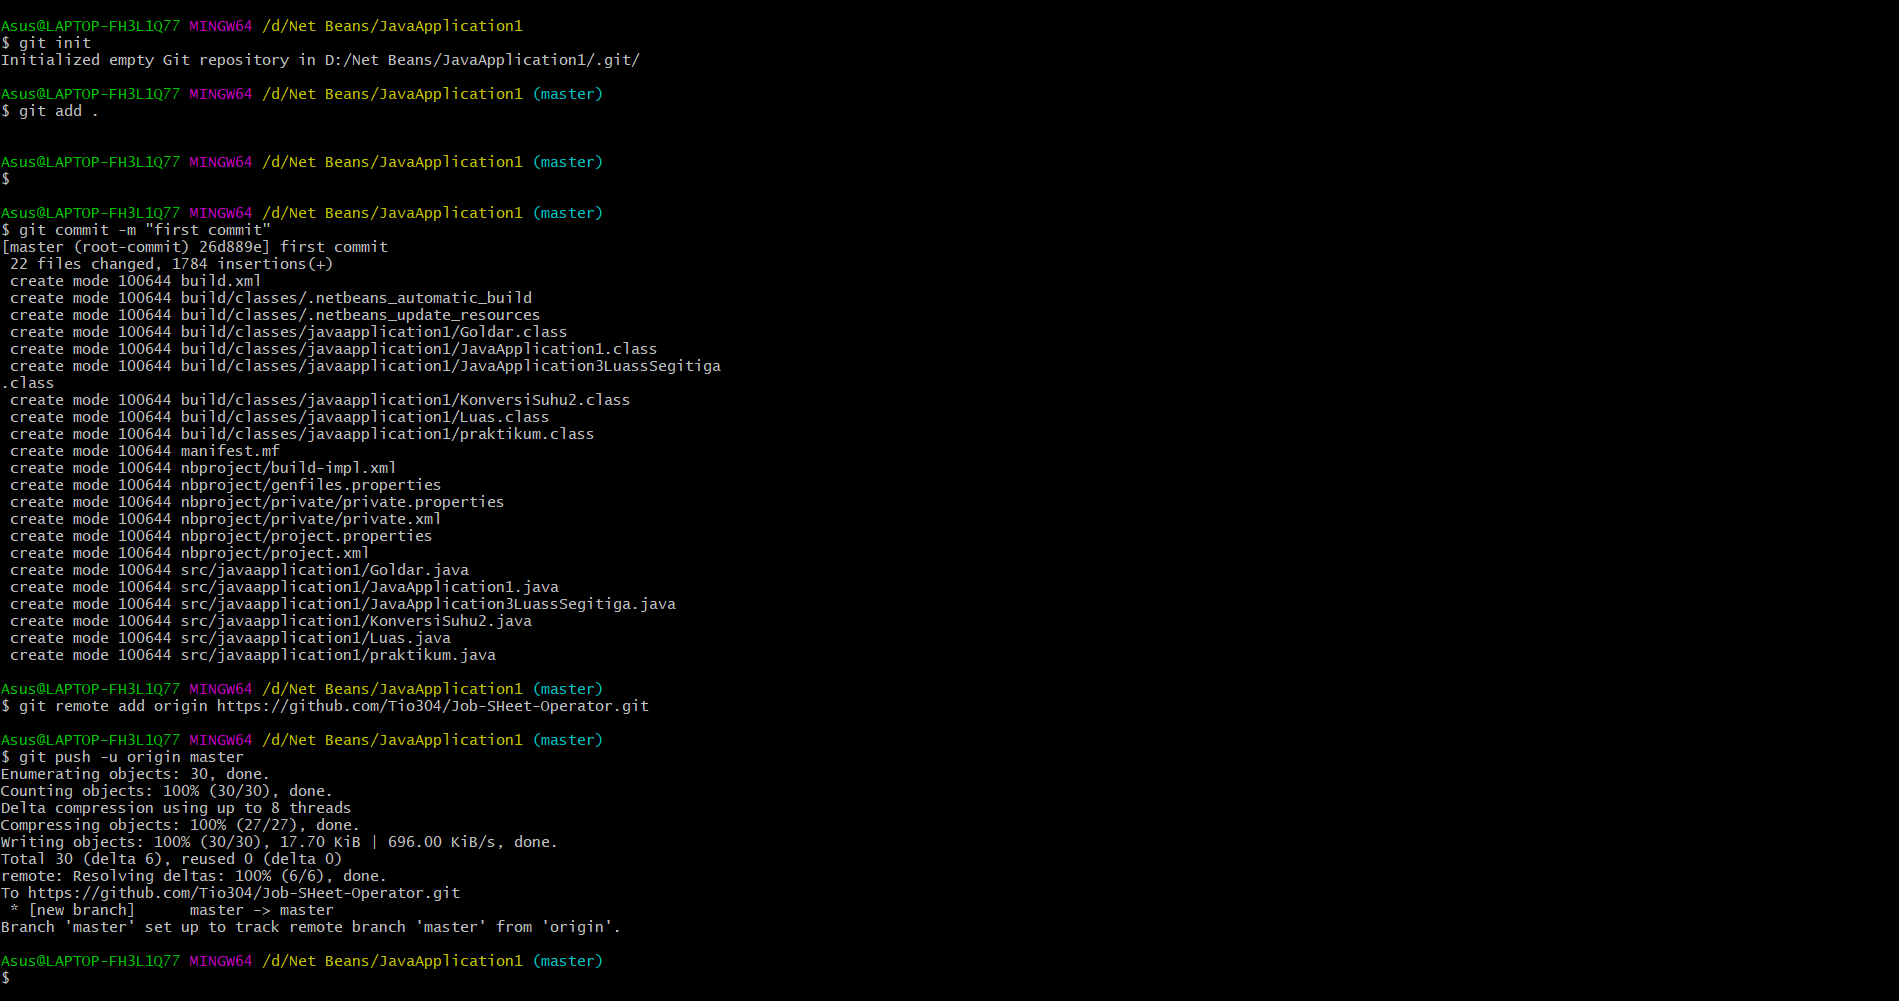 Asus@LAPTOP-FH3L1Q77 MINGW64 /d/Net Beans/JavaApplication1
$ git init
Initialized empty Git repository in D:/Net Beans/JavaApplication1/.git/
Asus@LAPTOP-FH3L1Q77 MINGW64 /d/Net Beans/JavaApplication1 (master)
$ git add .
Asus@LAPTOP-FH3L1Q77 MINGW64 /d/Net Beans/JavaApplication1 (master)
$
Asus@LAPTOP-FH3L1Q77 MINGW64 /d/Net Beans/JavaApplication1 (master)
$ git commit -m "first commit"
[master (root-commit) 26d889e] first commit
 22 files changed, 1784 insertions(+)
 create mode 100644 build.xml
 create mode 100644 build/classes/.netbeans_automatic_build
 create mode 100644 build/classes/.netbeans_update_resources
 create mode 100644 build/classes/javaapplication1/Goldar.class
 create mode 100644 build/classes/javaapplication1/JavaApplication1.class
 create mode 100644 build/classes/javaapplication1/JavaApplication3LuassSegitiga
.class
 create mode 100644 build/classes/javaapplication1/KonversiSuhu2.class
 create mode 100644 build/classes/javaapplication1/Luas.class
 create mode 100644 build/classes/javaapplication1/praktikum.class
 create mode 100644 manifest.mf
 create mode 100644 nbproject/build-impl.xml
 create mode 100644 nbproject/genfiles.properties
 create mode 100644 nbproject/private/private.properties
 create mode 100644 nbproject/private/private.xml
 create mode 100644 nbproject/project.properties
 create mode 100644 nbproject/project.xml
 create mode 100644 src/javaapplication1/Goldar.java
 create mode 100644 src/javaapplication1/JavaApplication1.java
 create mode 100644 src/javaapplication1/JavaApplication3LuassSegitiga.java
 create mode 100644 src/javaapplication1/KonversiSuhu2.java
 create mode 100644 src/javaapplication1/Luas.java
 create mode 100644 src/javaapplication1/praktikum.java
Asus@LAPTOP-FH3L1Q77 MINGW64 /d/Net Beans/JavaApplication1 (master)
$ git remote add origin https://github.com/Tio304/Job-SHeet-Operator.git
Asus@LAPTOP-FH3L1Q77 MINGW64 /d/Net Beans/JavaApplication1 (master)
$ git push -u origin master
Enumerating objects: 30, done.
Counting objects: 100% (30/30), done.
Delta compression using up to 8 threads
Compressing objects: 100% (27/27), done.
Writing objects: 100% (30/30), 17.70 KiB | 696.00 KiB/s, done.
Total 30 (delta 6), reused 0 (delta 0)
remote: Resolving deltas: 100% (6/6), done.
To https://github.com/Tio304/Job-SHeet-Operator.git
 * [new branch]      master -> master
Branch 'master' set up to track remote branch 'master' from 'origin'.
Asus@LAPTOP-FH3L1Q77 MINGW64 /d/Net Beans/JavaApplication1 (master)
$